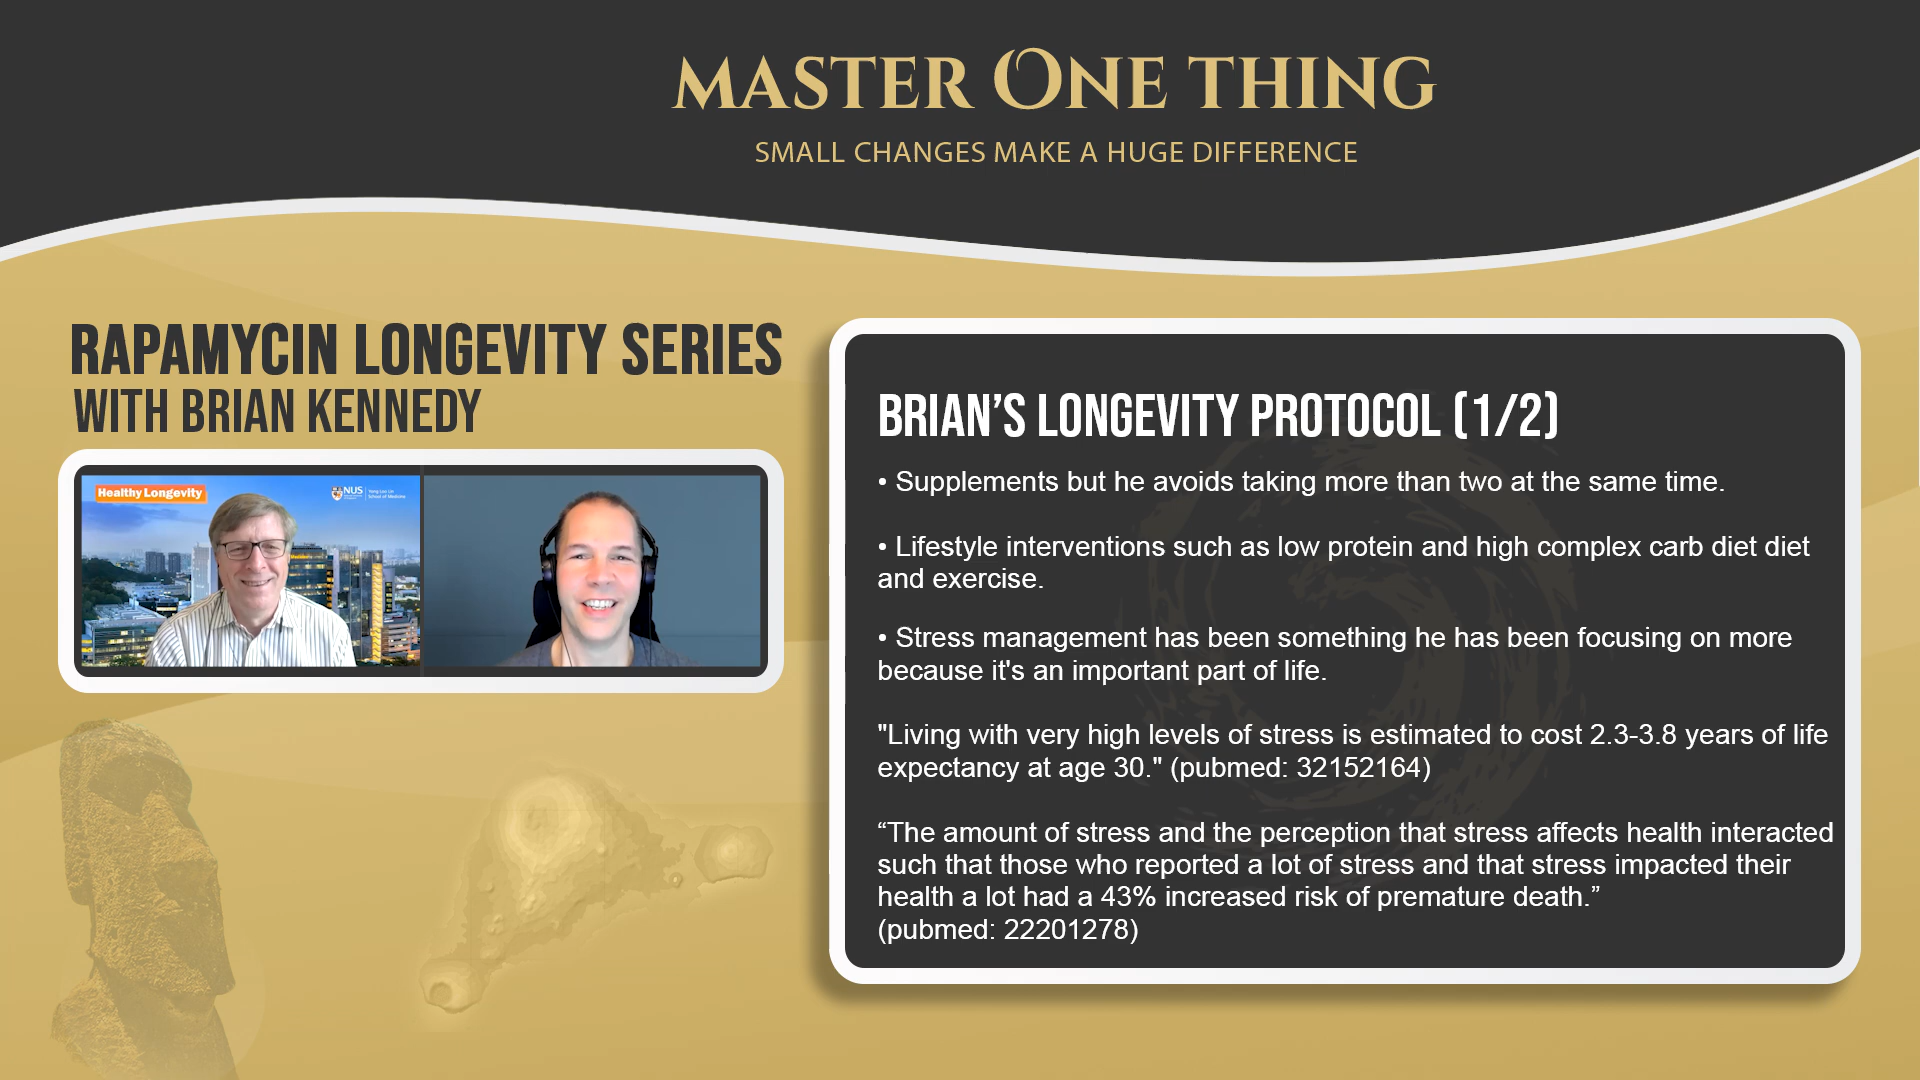 MASTER ONE THING
SMALL CHANGES MAKE A HUGE DIFFERENCE
RAPAMYCIN LONGEVITY SERIES
WITH BRIAN KENNEDY
Healthy Longevity
NUS
Yong Loo Lin
School of Medicine
BRIAN’S LONGEVITY PROTOCOL (1/2)
• Supplements but he avoids taking more than two at the same time.
• Lifestyle interventions such as low protein and high complex carb diet diet
and exercise.
• Stress management has been something he has been focusing on more
because it's an important part of life.
"Living with very high levels of stress is estimated to cost 2.3-3.8 years of life
expectancy at age 30." (pubmed: 32152164)
“The amount of stress and the perception that stress affects health interacted
such that those who reported a lot of stress and that stress impacted their
health a lot had a 43% increased risk of premature death.”
(pubmed: 22201278)